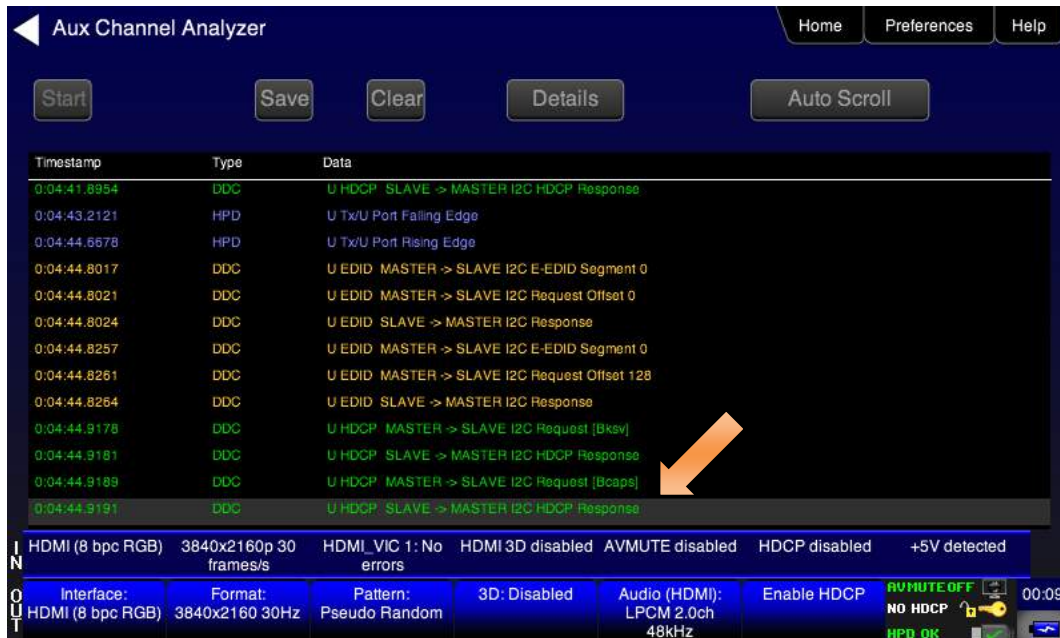 Aux Channel Analyzer
Home
Preferences
Help
Start
Save
Clear
Details
Auto Scroll
Timestamp Type Data
0:04:41.8954 DDC U HDCP SLAVE -> MASTER I2C HDCP Response
0:04:43.2121 HPD U Tx/U Port Falling Edge
0:04:44.6678 HPD U Tx/U Port Rising Edge
0:04:44.8017 DDC U EDID MASTER -> SLAVE I2C E-EDID Segment 0
0:04:44.8021 DDC U EDID MASTER -> SLAVE I2C Request Offset 0
0:04:44.8024 DDC U EDID SLAVE -> MASTER I2C Response
0:04:44.8257 DDC U EDID MASTER -> SLAVE I2C E-EDID Segment 0
0:04:44.8261 DDC U EDID MASTER -> SLAVE I2C Request Offset 128
0:04:44.8264 DDC U EDID SLAVE -> MASTER I2C Response
0:04:44.9178 DDC U HDCP MASTER -> SLAVE I2C Request [Bksv]
0:04:44.9181 DDC U HDCP SLAVE -> MASTER I2C HDCP Response
0:04:44.9189 DDC U HDCP MASTER -> SLAVE I2C Request [Bcaps]
0:04:44.9191 DDC U HDCP SLAVE -> MASTER I2C HDCP Response
IN
HDMI (8 bpc RGB)
3840x2160p 30
frames/s
HDMI_VIC 1: No
errors
HDMI 3D disabled
AVMUTE disabled
HDCP disabled
+5V detected
OUT
Interface:
HDMI (8 bpc RGB)
Format:
3840x2160 30Hz
Pattern:
Pseudo Random
3D: Disabled
Audio (HDMI):
LPCM 2.0ch
48kHz
Enable HDCP
AVMUTE OFF
NO HDCP
HPD OK
00:09